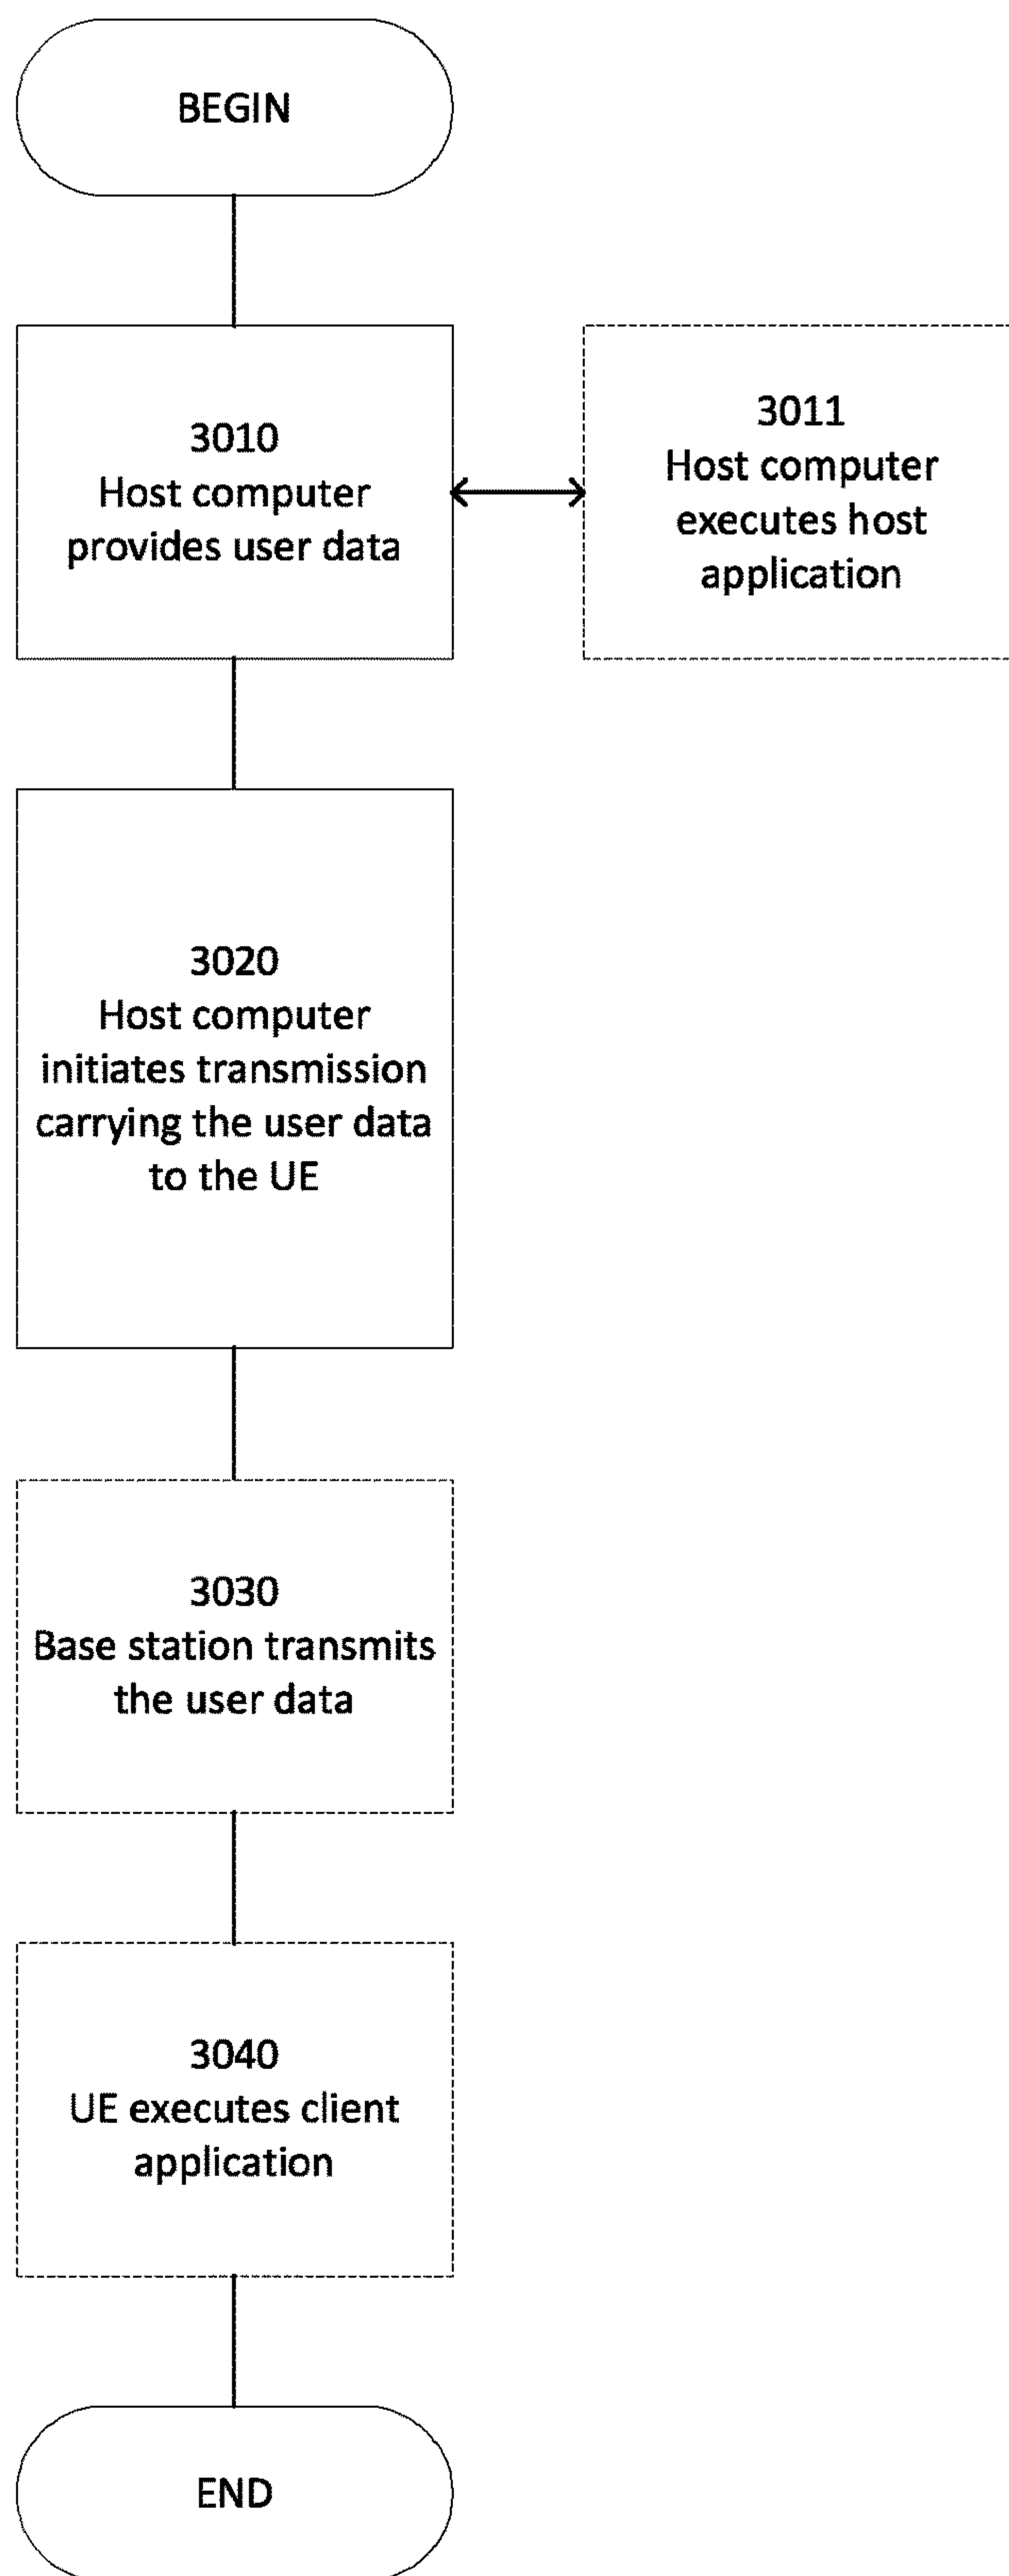 BEGIN
3010
Host computer
provides user data
3011
Host computer
executes host
application
3020
Host computer
initiates transmission
carrying the user data
to the UE
3030
Base station transmits
the user data
3040
UE executes client
application
END